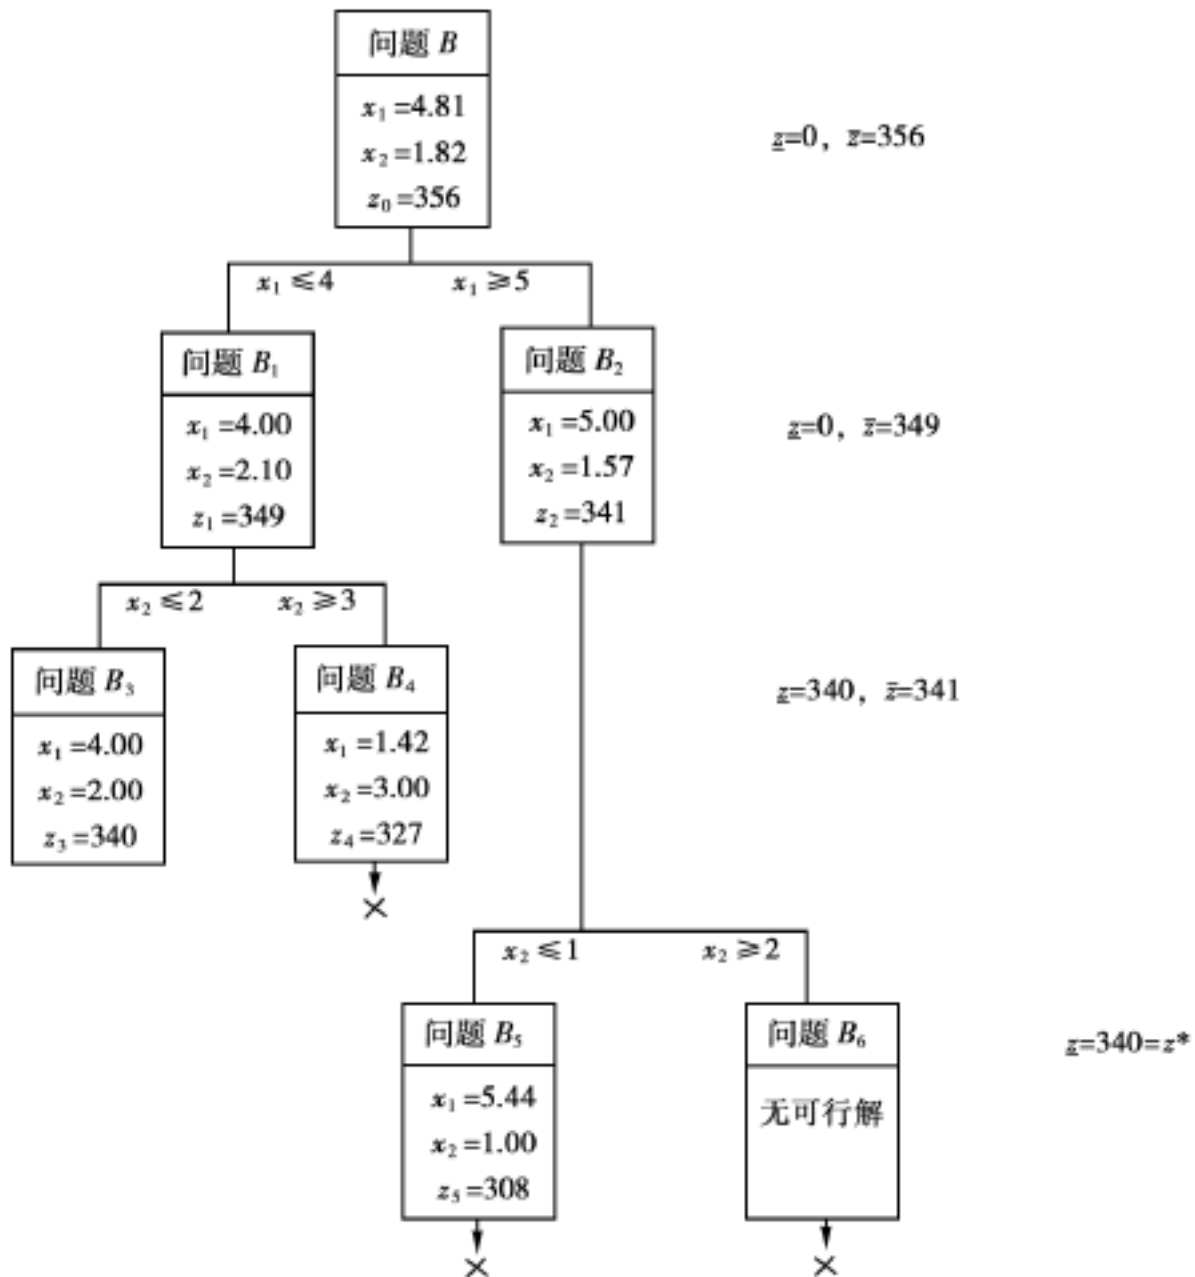 问题 B
x₁=4.81
x₂=1.82
z₀=356
z̲=0, z̄=356
x₁≤4
x₁≥5
问题 B₁
x₁=4.00
x₂=2.10
z₁=349
问题 B₂
x₁=5.00
x₂=1.57
z₂=341
z̲=0, z̄=349
x₂≤2
x₂≥3
问题 B₃
x₁=4.00
x₂=2.00
z₃=340
问题 B₄
x₁=1.42
x₂=3.00
z₄=327
×
z̲=340, z̄=341
x₂≤1
x₂≥2
问题 B₅
x₁=5.44
x₂=1.00
z₅=308
×
问题 B₆
无可行解
×
z̲=340=z*